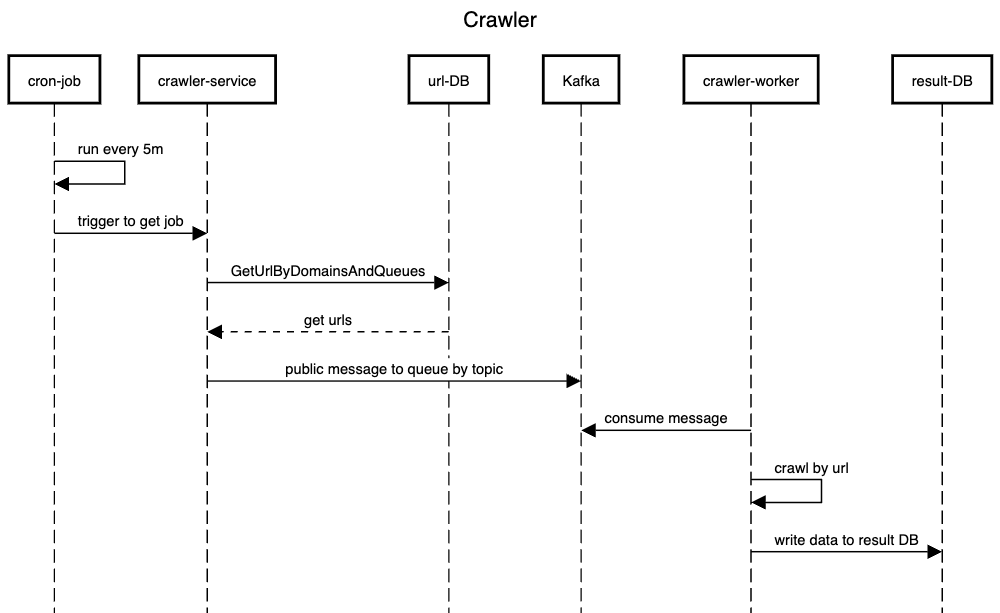 Crawler
cron-job
crawler-service
url-DB
Kafka
crawler-worker
result-DB
run every 5m
trigger to get job
GetUrlByDomainsAndQueues
get urls
public message to queue by topic
consume message
crawl by url
write data to result DB